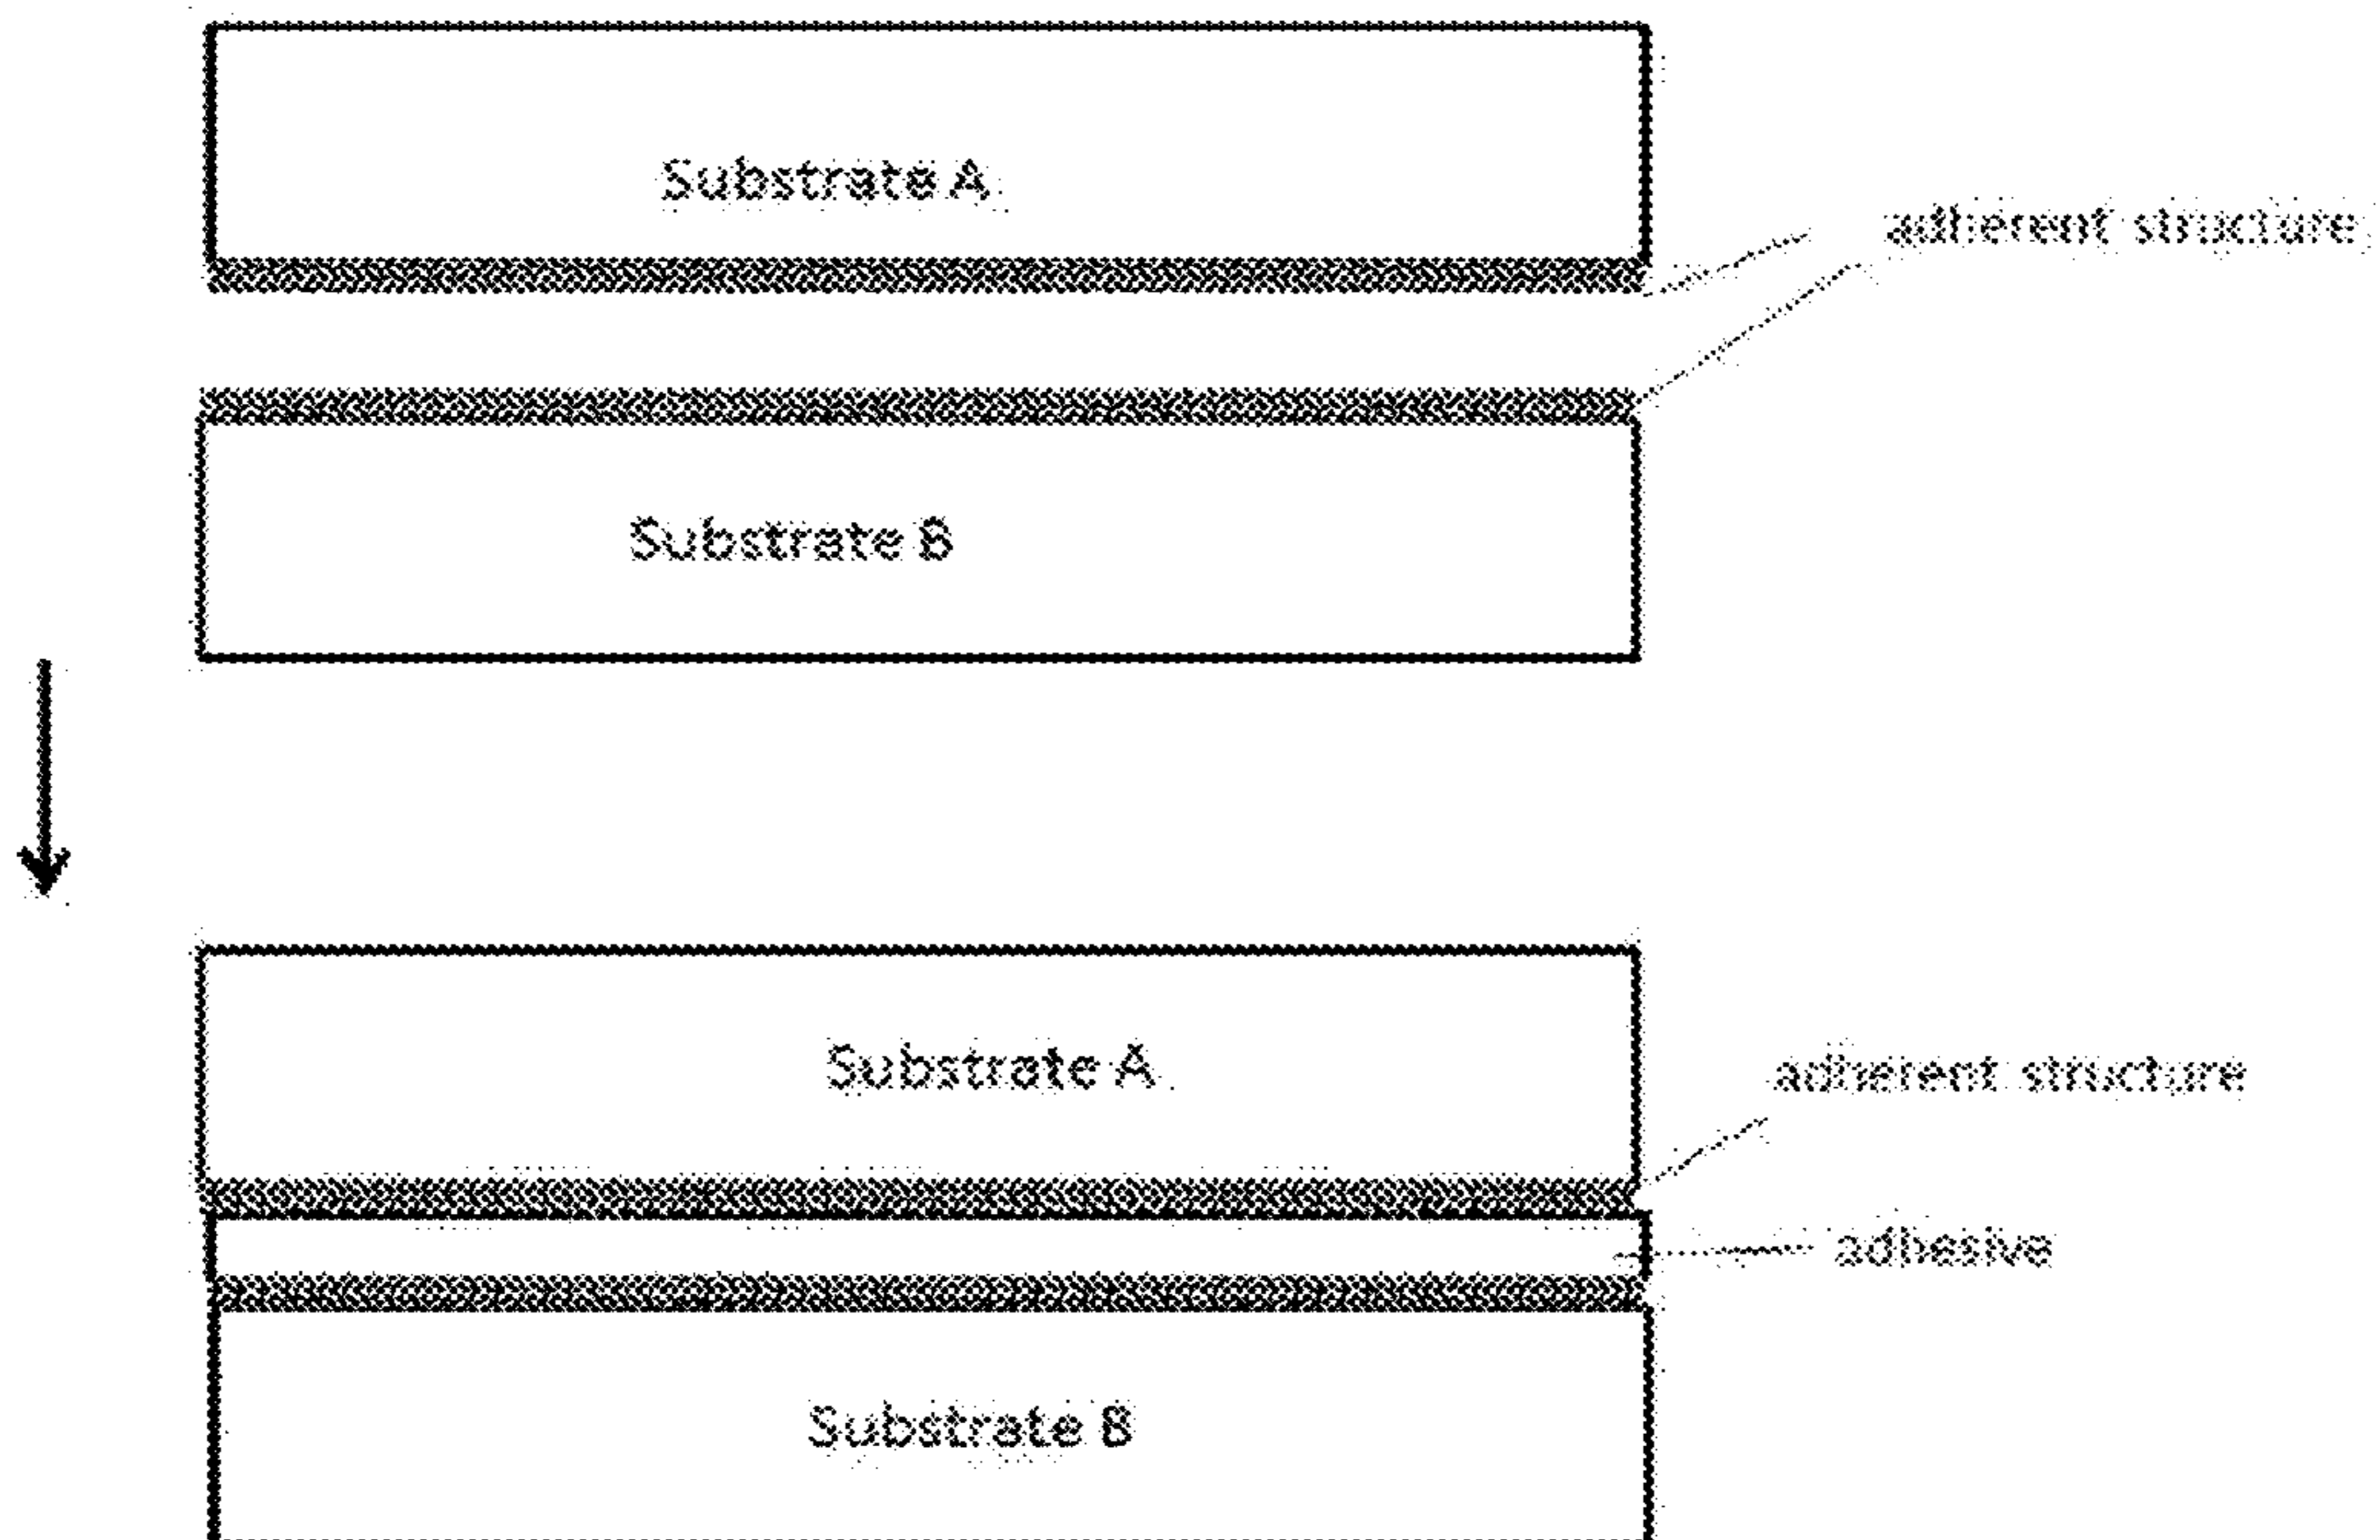 Substrate A
adherent structure
Substrate B
Substrate A
adherent structure
adhesive
Substrate B